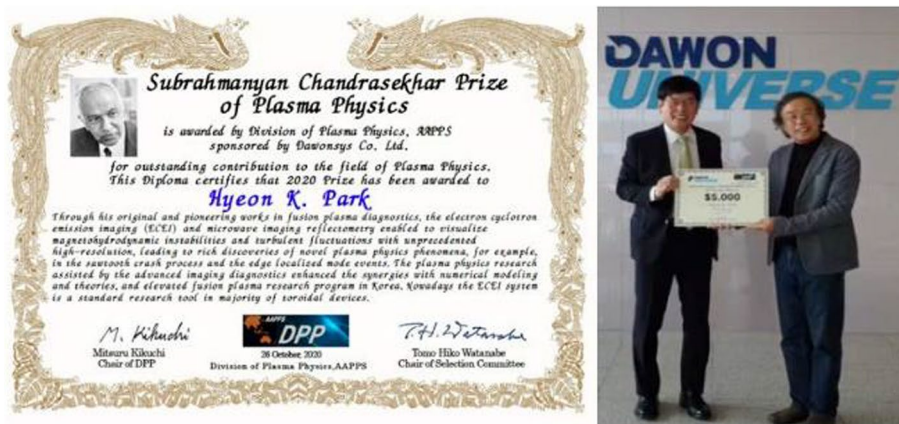 Subrahmanyan Chandrasekhar Prize
of Plasma Physics
is awarded by Division of Plasma Physics, AAPPS
sponsored by Dawonsys Co. Ltd.
for outstanding contribution to the field of Plasma Physics.
This Diploma certifies that 2020 Prize has been awarded to
Hyeon K. Park
Through his original and pioneering works in fusion plasma diagnostics, the electron cyclotron
emission imaging (ECEI) and microwave imaging reflectometry enabled to visualize
magnetohydrodynamic instabilities and turbulent fluctuations with unprecedented
high-resolution, leading to rich discoveries of novel plasma physics phenomena, for example,
in the sawtooth crash process and the edge localized mode events. The plasma physics research
assisted by the advanced imaging diagnostics enhanced the synergies with numerical modeling
and theories, and elevated fusion plasma research program in Korea. Nowadays the ECEI system
is a standard research tool in majority of toroidal devices.
M. Kikuchi
Mitsuru Kikuchi
Chair of DPP
AAPPS
DPP
26 October, 2020
Division of Plasma Physics, AAPPS
T.H. Watanabe
Tomo Hiko Watanabe
Chair of Selection Committee
DAWON
UNIVERSE
DAWON
$5,000